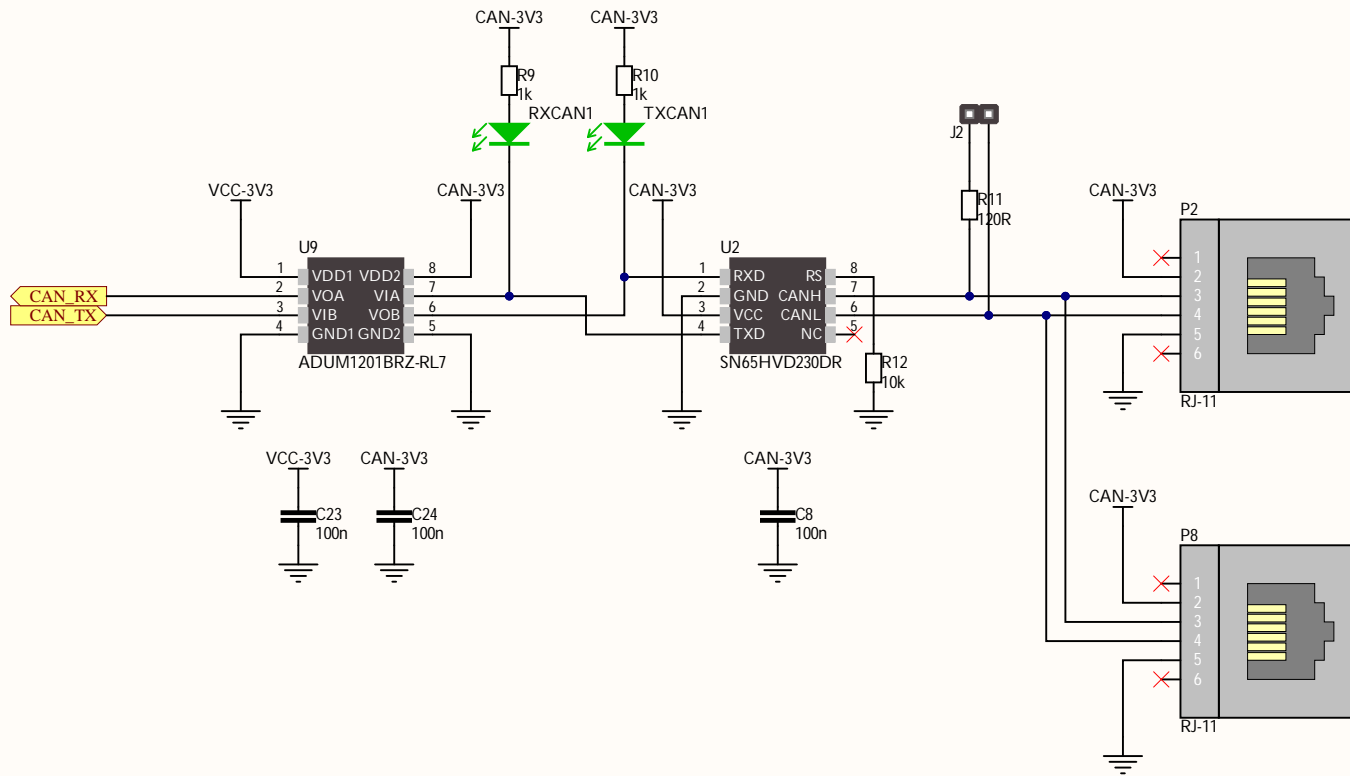 CAN-3V3 CAN-3V3
R9
1k
R10
1k
RXCAN1 TXCAN1
J2
VCC-3V3 CAN-3V3 CAN-3V3 CAN-3V3
R11
120R
P2
U9
1 VDD1 VDD2 8
2 VOA VIA 7
3 VIB VOB 6
4 GND1 GND2 5
ADUM1201BRZ-RL7
CAN_RX
CAN_TX
U2
1 RXD RS 8
2 GND CANH 7
3 VCC CANL 6
4 TXD NC 5
SN65HVD230DR
R12
10k
1
2
3
4
5
6
RJ-11
VCC-3V3 CAN-3V3 CAN-3V3
C23
100n
C24
100n
C8
100n
CAN-3V3
P8
1
2
3
4
5
6
RJ-11